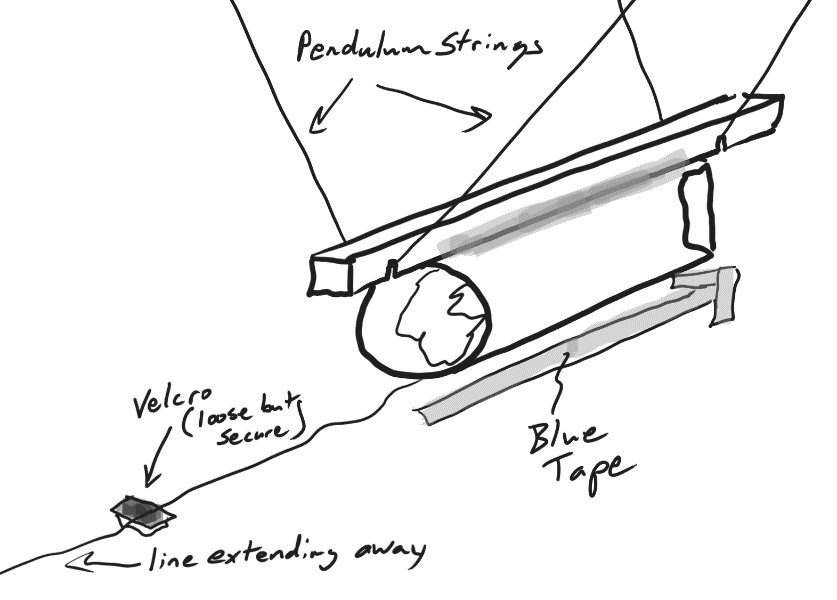 Pendulum Strings
Velcro
(loose but
secure)
Blue
Tape
line extending away